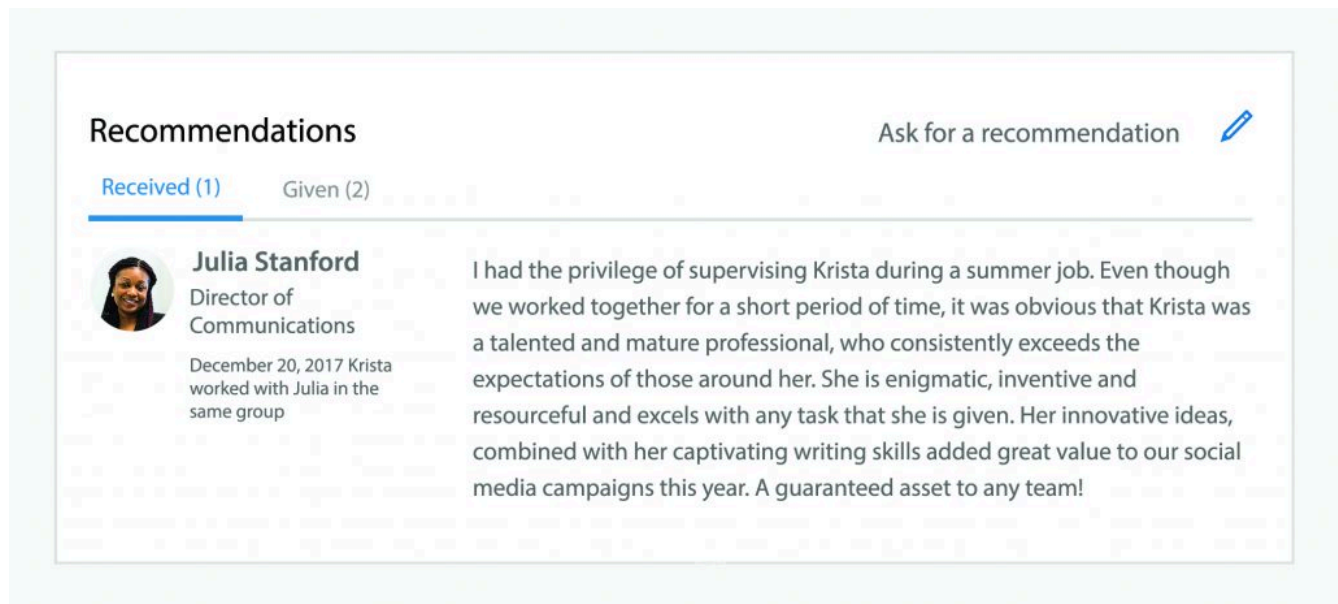 Recommendations
Ask for a recommendation
Received (1)
Given (2)
Julia Stanford
Director of
Communications
December 20, 2017 Krista
worked with Julia in the
same group
I had the privilege of supervising Krista during a summer job. Even though
we worked together for a short period of time, it was obvious that Krista was
a talented and mature professional, who consistently exceeds the
expectations of those around her. She is enigmatic, inventive and
resourceful and excels with any task that she is given. Her innovative ideas,
combined with her captivating writing skills added great value to our social
media campaigns this year. A guaranteed asset to any team!